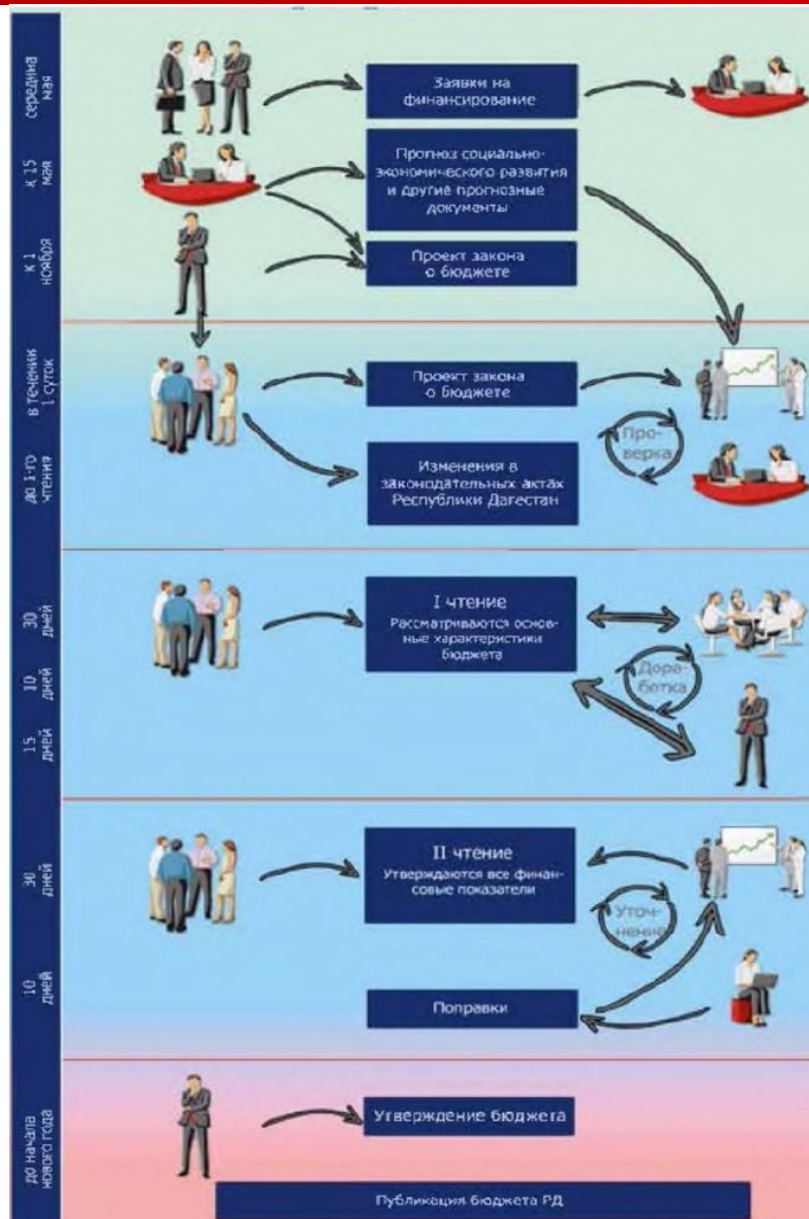 середина
мая
Заявки на
финансирование
к 15
мая
Прогноз социально-
экономического развития
и другие прогнозные
документы
к 1
ноября
Проект закона
о бюджете
в течении
1 суток
Проект закона
о бюджете
Про-
верка
до 1-го
чтения
Изменения в
законодательных актах
Республики Дагестан
30
дней
I чтение
Рассматриваются основ-
ные характеристики
бюджета
10
дней
Дора-
ботка
15
дней
30
дней
II чтение
Утверждаются все финан-
совые показатели
Уточ-
нение
10
дней
Поправки
до начала
нового года
Утверждение бюджета
Публикация бюджета РД